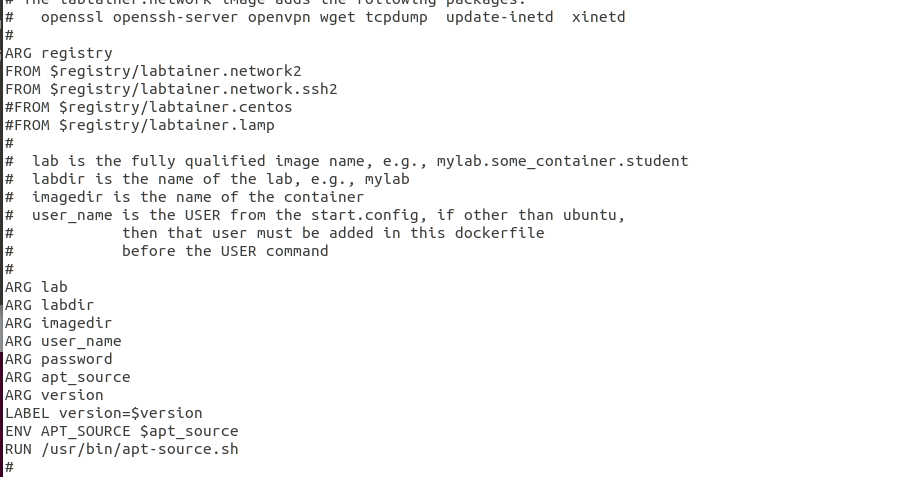 # The labtainer.network image adds the following packages:
#   openssl openssh-server openvpn wget tcpdump  update-inetd  xinetd
#
ARG registry
FROM $registry/labtainer.network2
FROM $registry/labtainer.network.ssh2
#FROM $registry/labtainer.centos
#FROM $registry/labtainer.lamp
#
#  lab is the fully qualified image name, e.g., mylab.some_container.student
#  labdir is the name of the lab, e.g., mylab
#  imagedir is the name of the container
#  user_name is the USER from the start.config, if other than ubuntu,
#            then that user must be added in this dockerfile
#            before the USER command
#
ARG lab
ARG labdir
ARG imagedir
ARG user_name
ARG password
ARG apt_source
ARG version
LABEL version=$version
ENV APT_SOURCE $apt_source
RUN /usr/bin/apt-source.sh
#